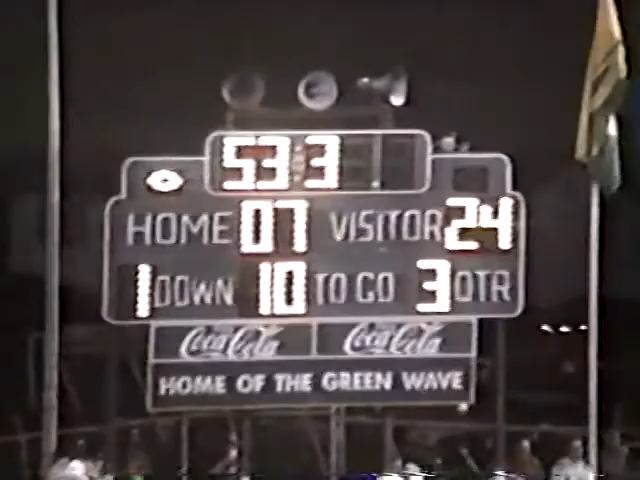 53:3
HOME 07 VISITOR 24
1 DOWN 10 TO GO 3 QTR
Coca-Cola Coca-Cola
HOME OF THE GREEN WAVE